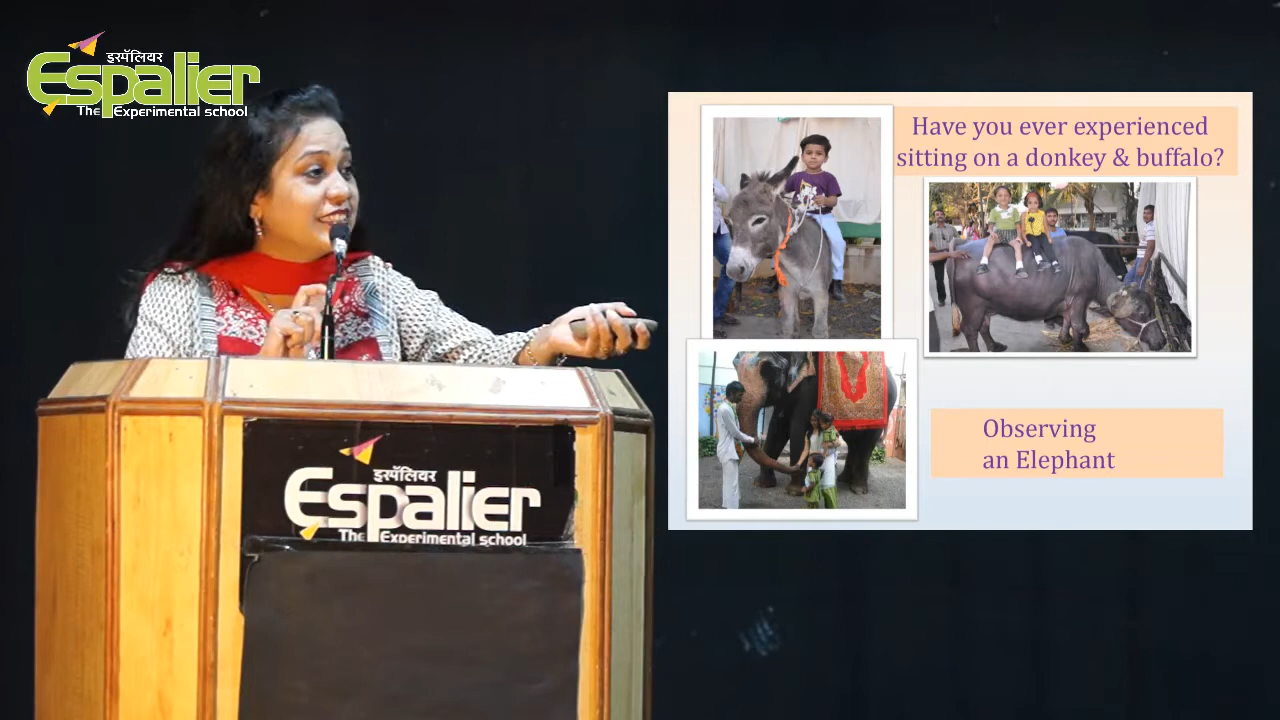 इस्पॅलियर
Espalier
The Experimental school
Have you ever experienced
sitting on a donkey & buffalo?
Observing
an Elephant
इस्पॅलियर
Espalier
The Experimental school